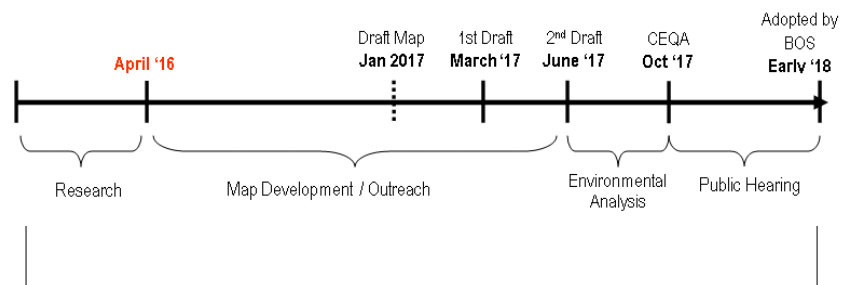 April ‘16
Draft Map
Jan 2017
1st Draft
March ‘17
2nd Draft
June ‘17
CEQA
Oct ‘17
Adopted by
BOS
Early ‘18
Research
Map Development / Outreach
Environmental
Analysis
Public Hearing